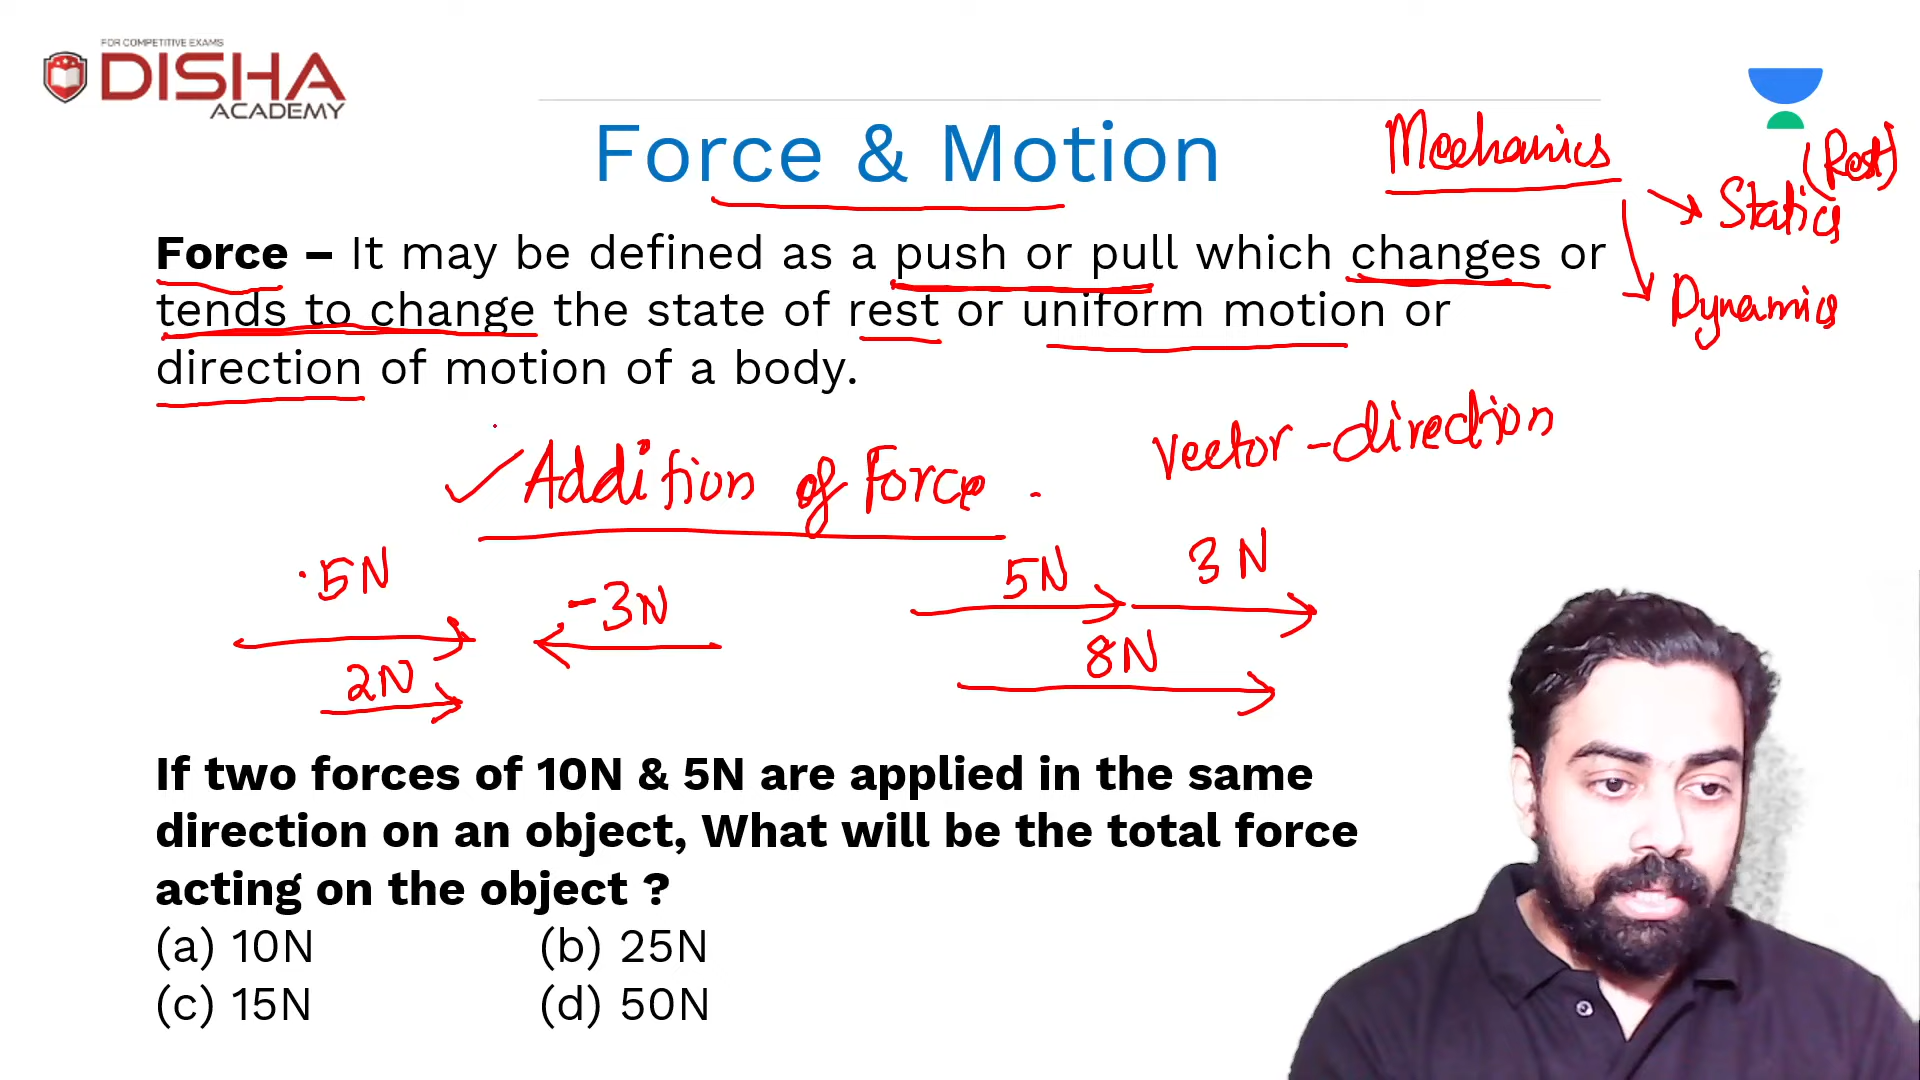 FOR COMPETITIVE EXAMS
DISHA
ACADEMY
Force & Motion
Mechanics
(Rest)
Statics
Dynamics
Force – It may be defined as a push or pull which changes or
tends to change the state of rest or uniform motion or
direction of motion of a body.
Addition of Force
Vector - direction
5N
-3N
2N
5N
3N
8N
If two forces of 10N & 5N are applied in the same
direction on an object, What will be the total force
acting on the object ?
(a) 10N (b) 25N
(c) 15N (d) 50N